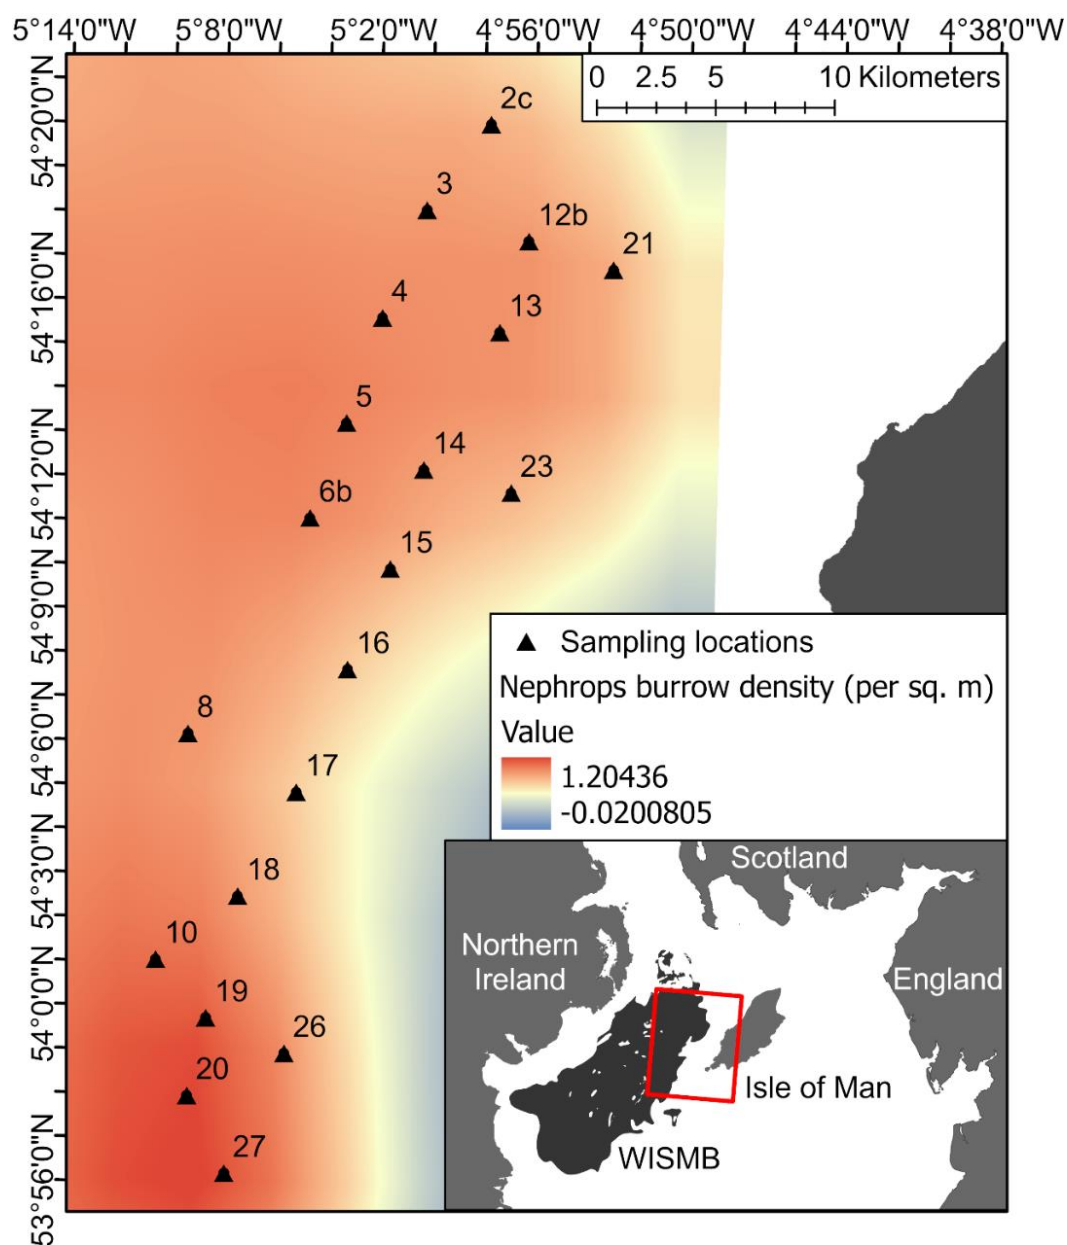 5°14'0"W 5°8'0"W 5°2'0"W 4°56'0"W 4°50'0"W 4°44'0"W 4°38'0"W
0 2.5 5 10 Kilometers
54°20'0"N
54°16'0"N
54°12'0"N
54°9'0"N
54°6'0"N
54°3'0"N
54°0'0"N
53°56'0"N
2c
3
12b
21
4
13
5
14
23
6b
15
16
8
17
18
10
19
26
20
27
Sampling locations
Nephrops burrow density (per sq. m)
Value
1.20436
-0.0200805
Scotland
Northern
Ireland
England
Isle of Man
WISMB